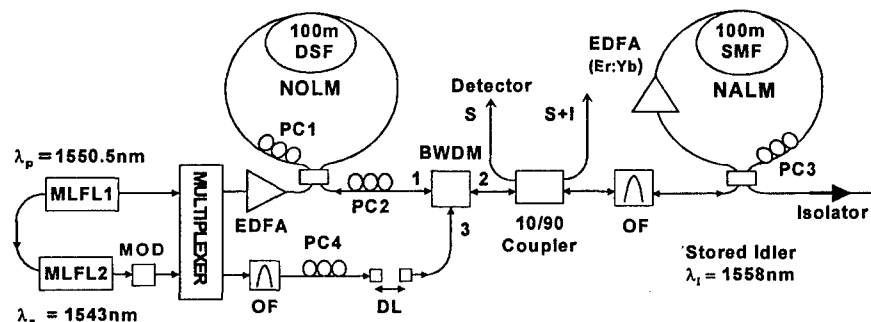 100m
DSF
NOLM
PC1
λp = 1550.5nm
MLFL1
MULTIPLEXER
EDFA
PC2
1
BWDM
2
3
Detector
S
S+I
10/90
Coupler
OF
EDFA
(Er:Yb)
100m
SMF
NALM
PC3
Isolator
MLFL2
MOD
OF
PC4
DL
Stored Idler
λI = 1558nm
= 1543nm